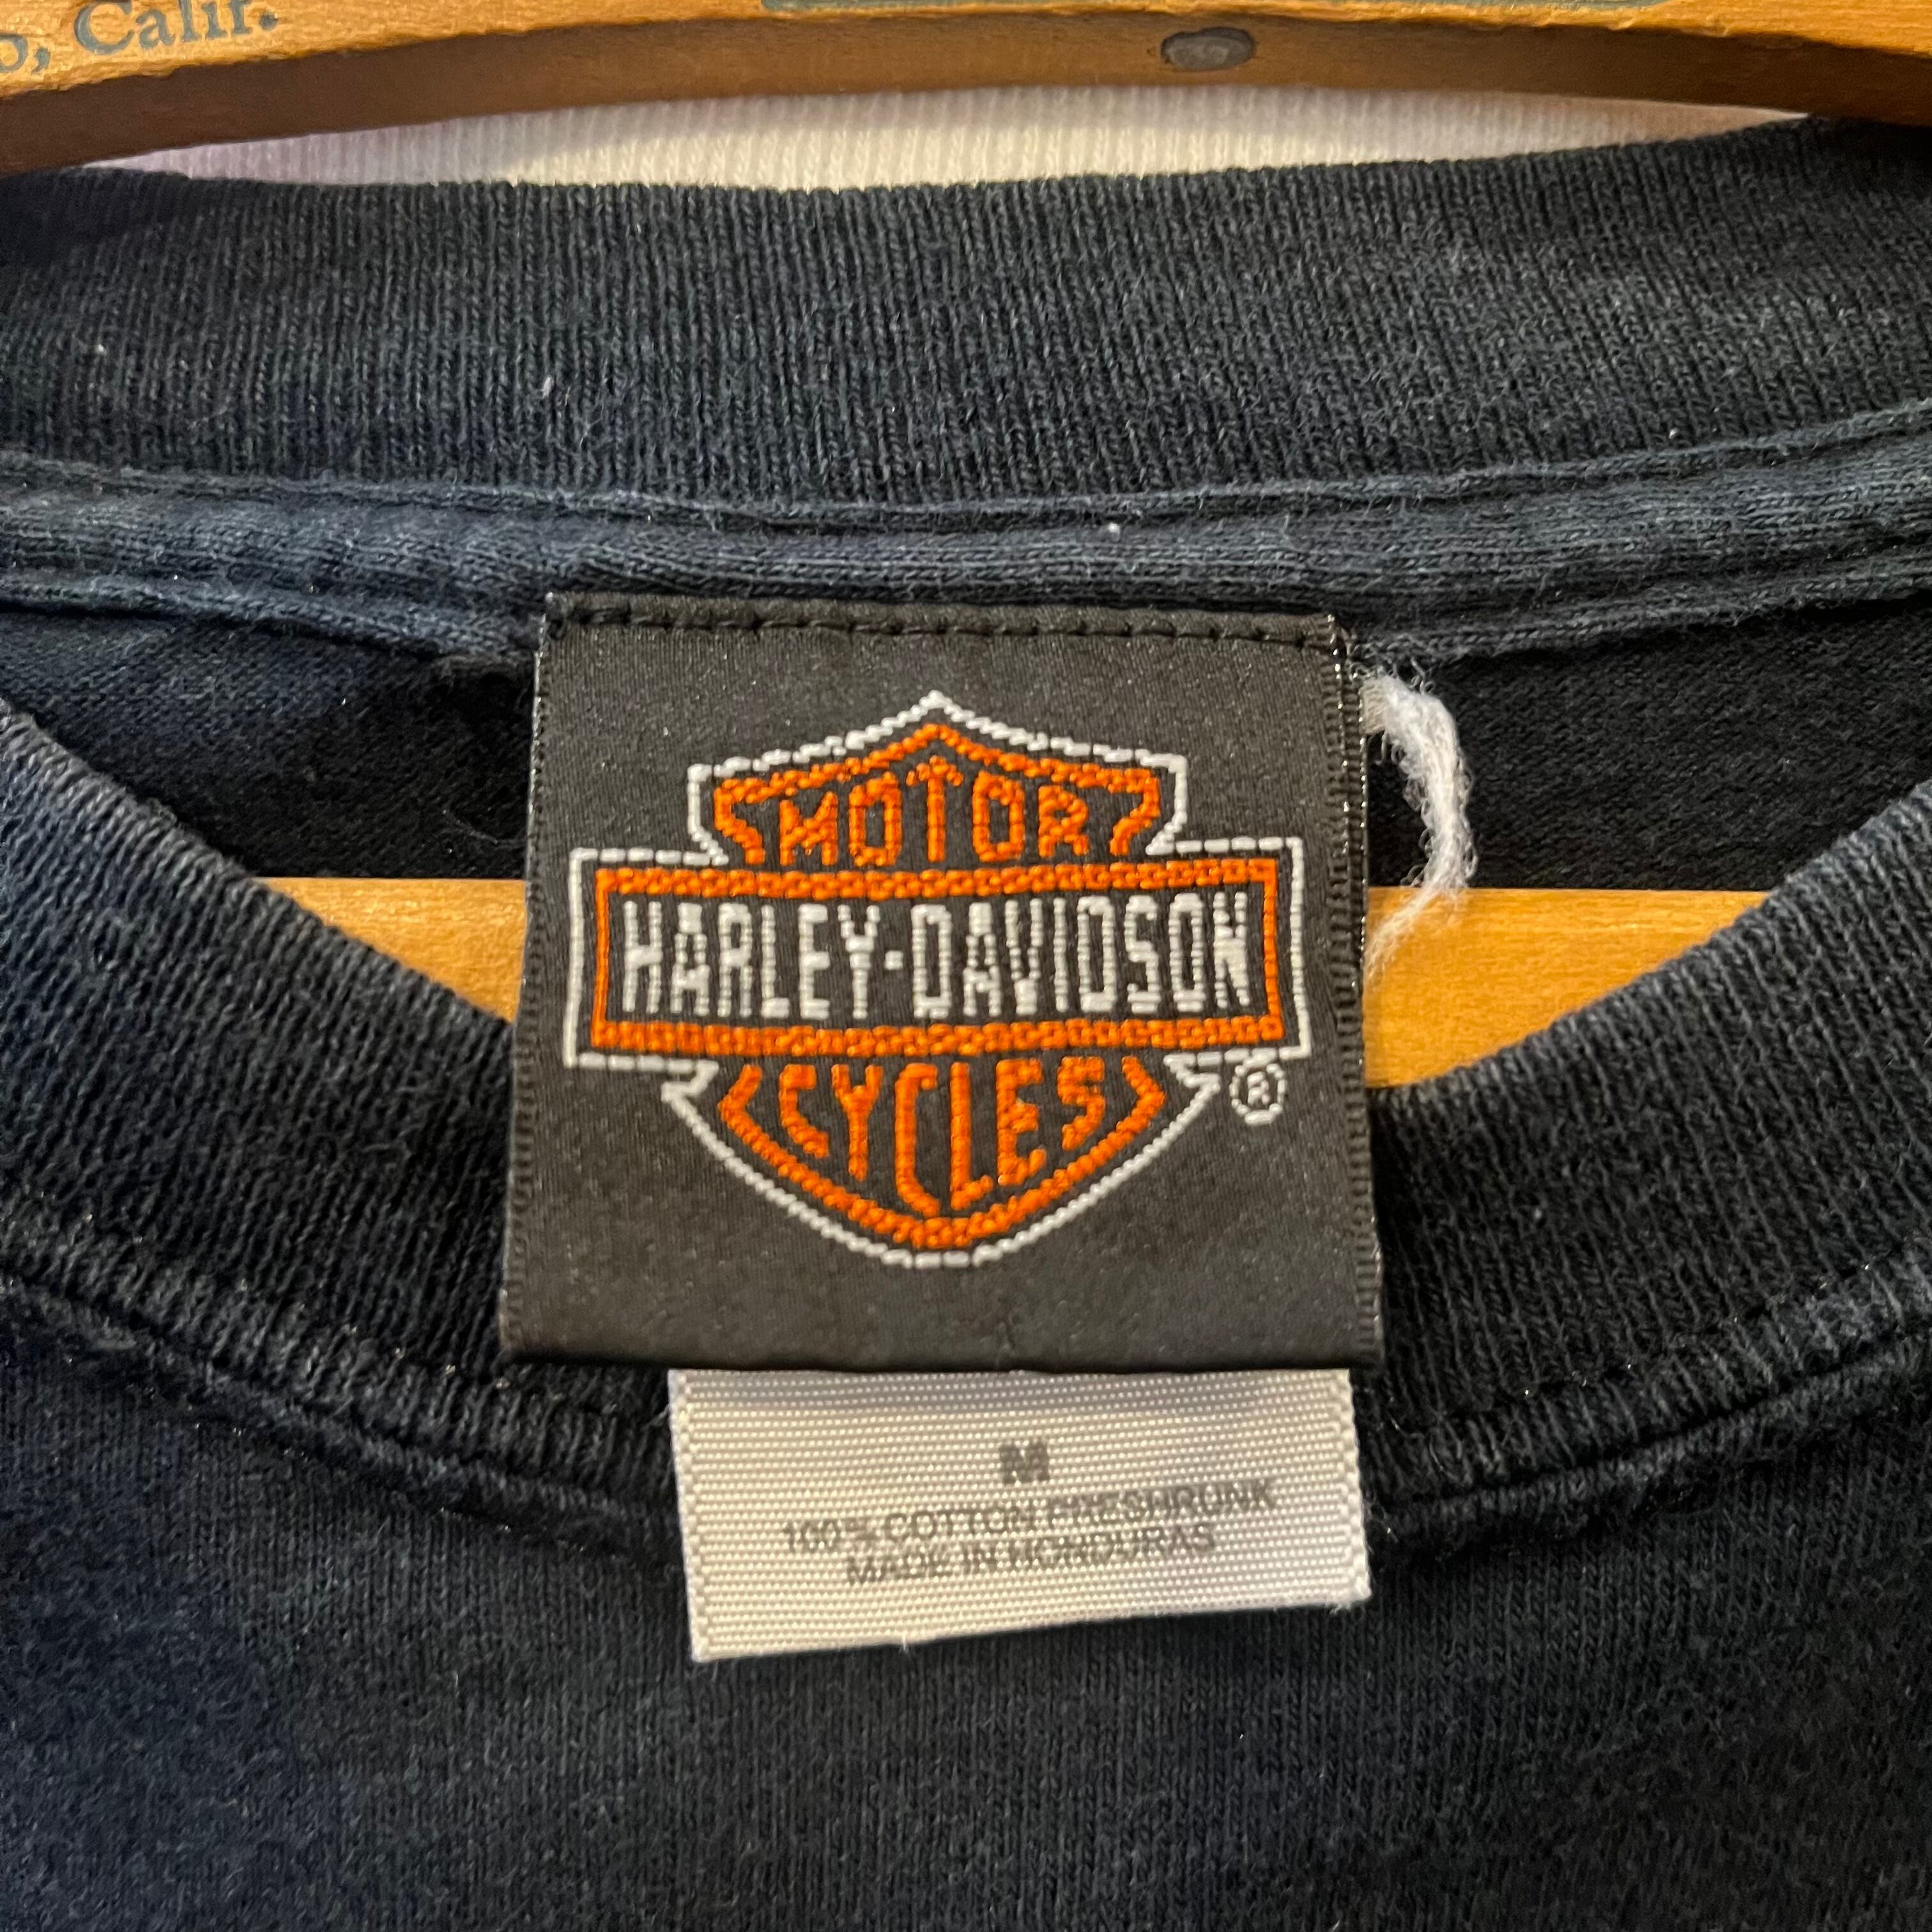 Calif.
MOTOR
HARLEY-DAVIDSON
CYCLES
®
M
100% COTTON PRESHRUNK
MADE IN HONDURAS